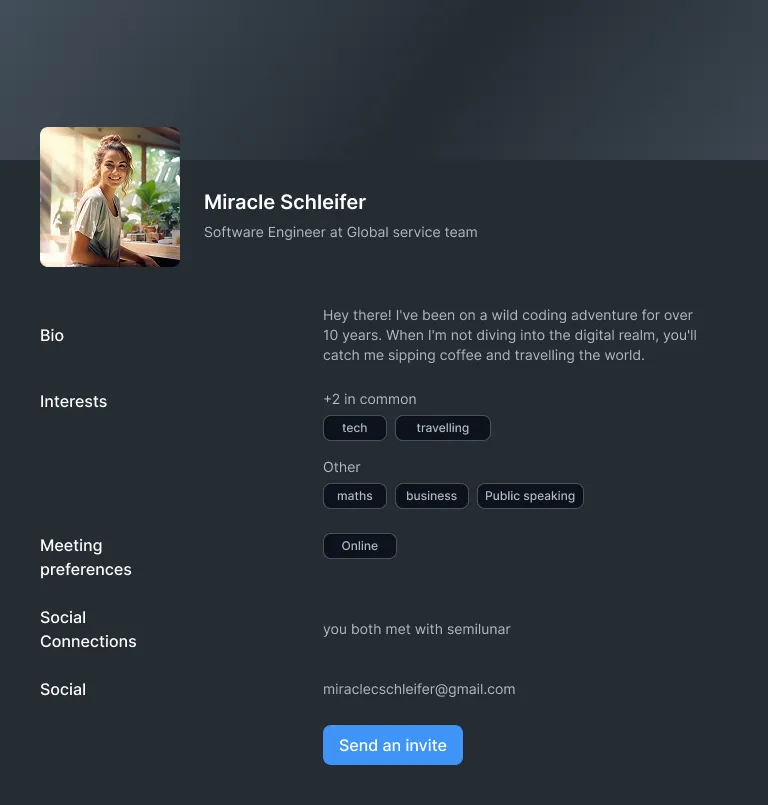 Miracle Schleifer
Software Engineer at Global service team
Bio
Hey there! I've been on a wild coding adventure for over
10 years. When I'm not diving into the digital realm, you'll
catch me sipping coffee and travelling the world.
Interests
+2 in common
tech
travelling
Other
maths
business
Public speaking
Meeting
preferences
Online
Social
Connections
you both met with semilunar
Social
miraclecschleifer@gmail.com
Send an invite